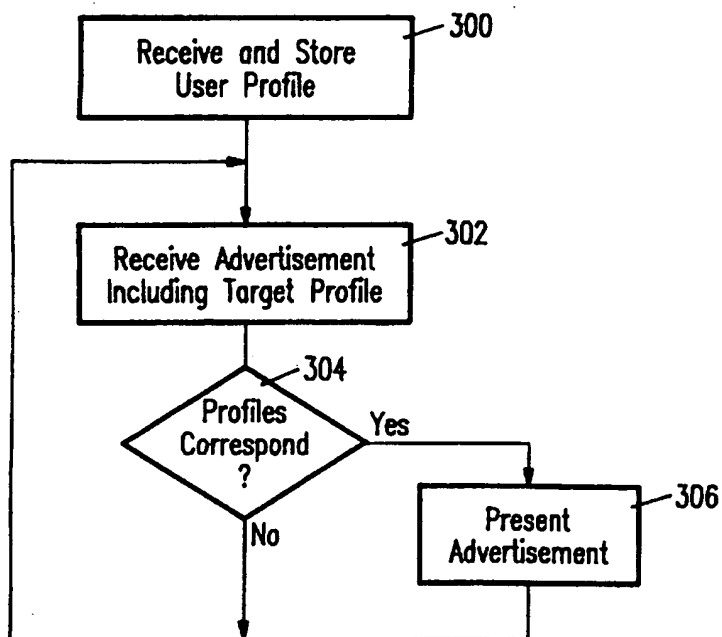 300
Receive and Store
User Profile
302
Receive Advertisement
Including Target Profile
304
Profiles
Correspond
?
Yes
No
306
Present
Advertisement